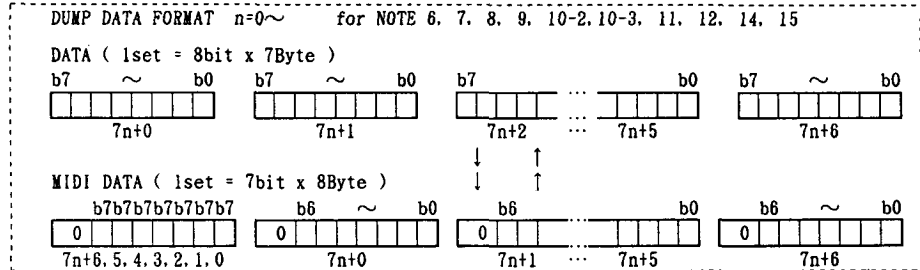 DUMP DATA FORMAT n=0～ for NOTE 6, 7, 8, 9, 10-2, 10-3, 11, 12, 14, 15
DATA ( 1set = 8bit x 7Byte )
b7 ～ b0 b7 ～ b0 b7 b0 b7 ～ b0
7n+0 7n+1 7n+2 ··· 7n+5 7n+6
↓ ↑
MIDI DATA ( 1set = 7bit x 8Byte ) ↓ ↑
b7b7b7b7b7b7b7 b6 ～ b0 b6 b0 b6 ～ b0
0 0 0 ··· 0
7n+6, 5, 4, 3, 2, 1, 0 7n+0 7n+1 ··· 7n+5 7n+6